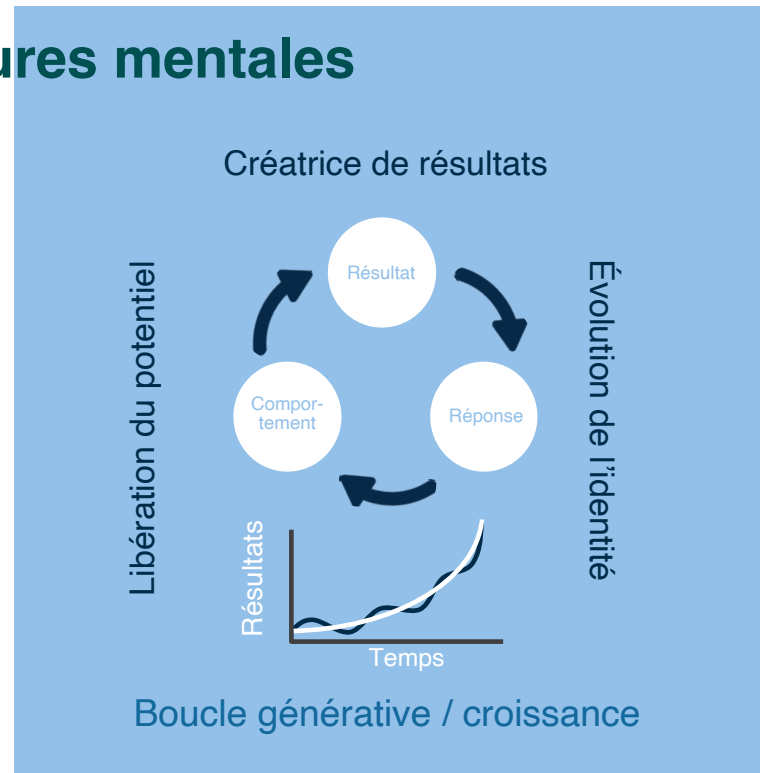 ures mentales
Créatrice de résultats
Libération du potentiel
Évolution de l'identité
Résultat
Compor-
tement
Réponse
Résultats
Temps
Boucle générative / croissance